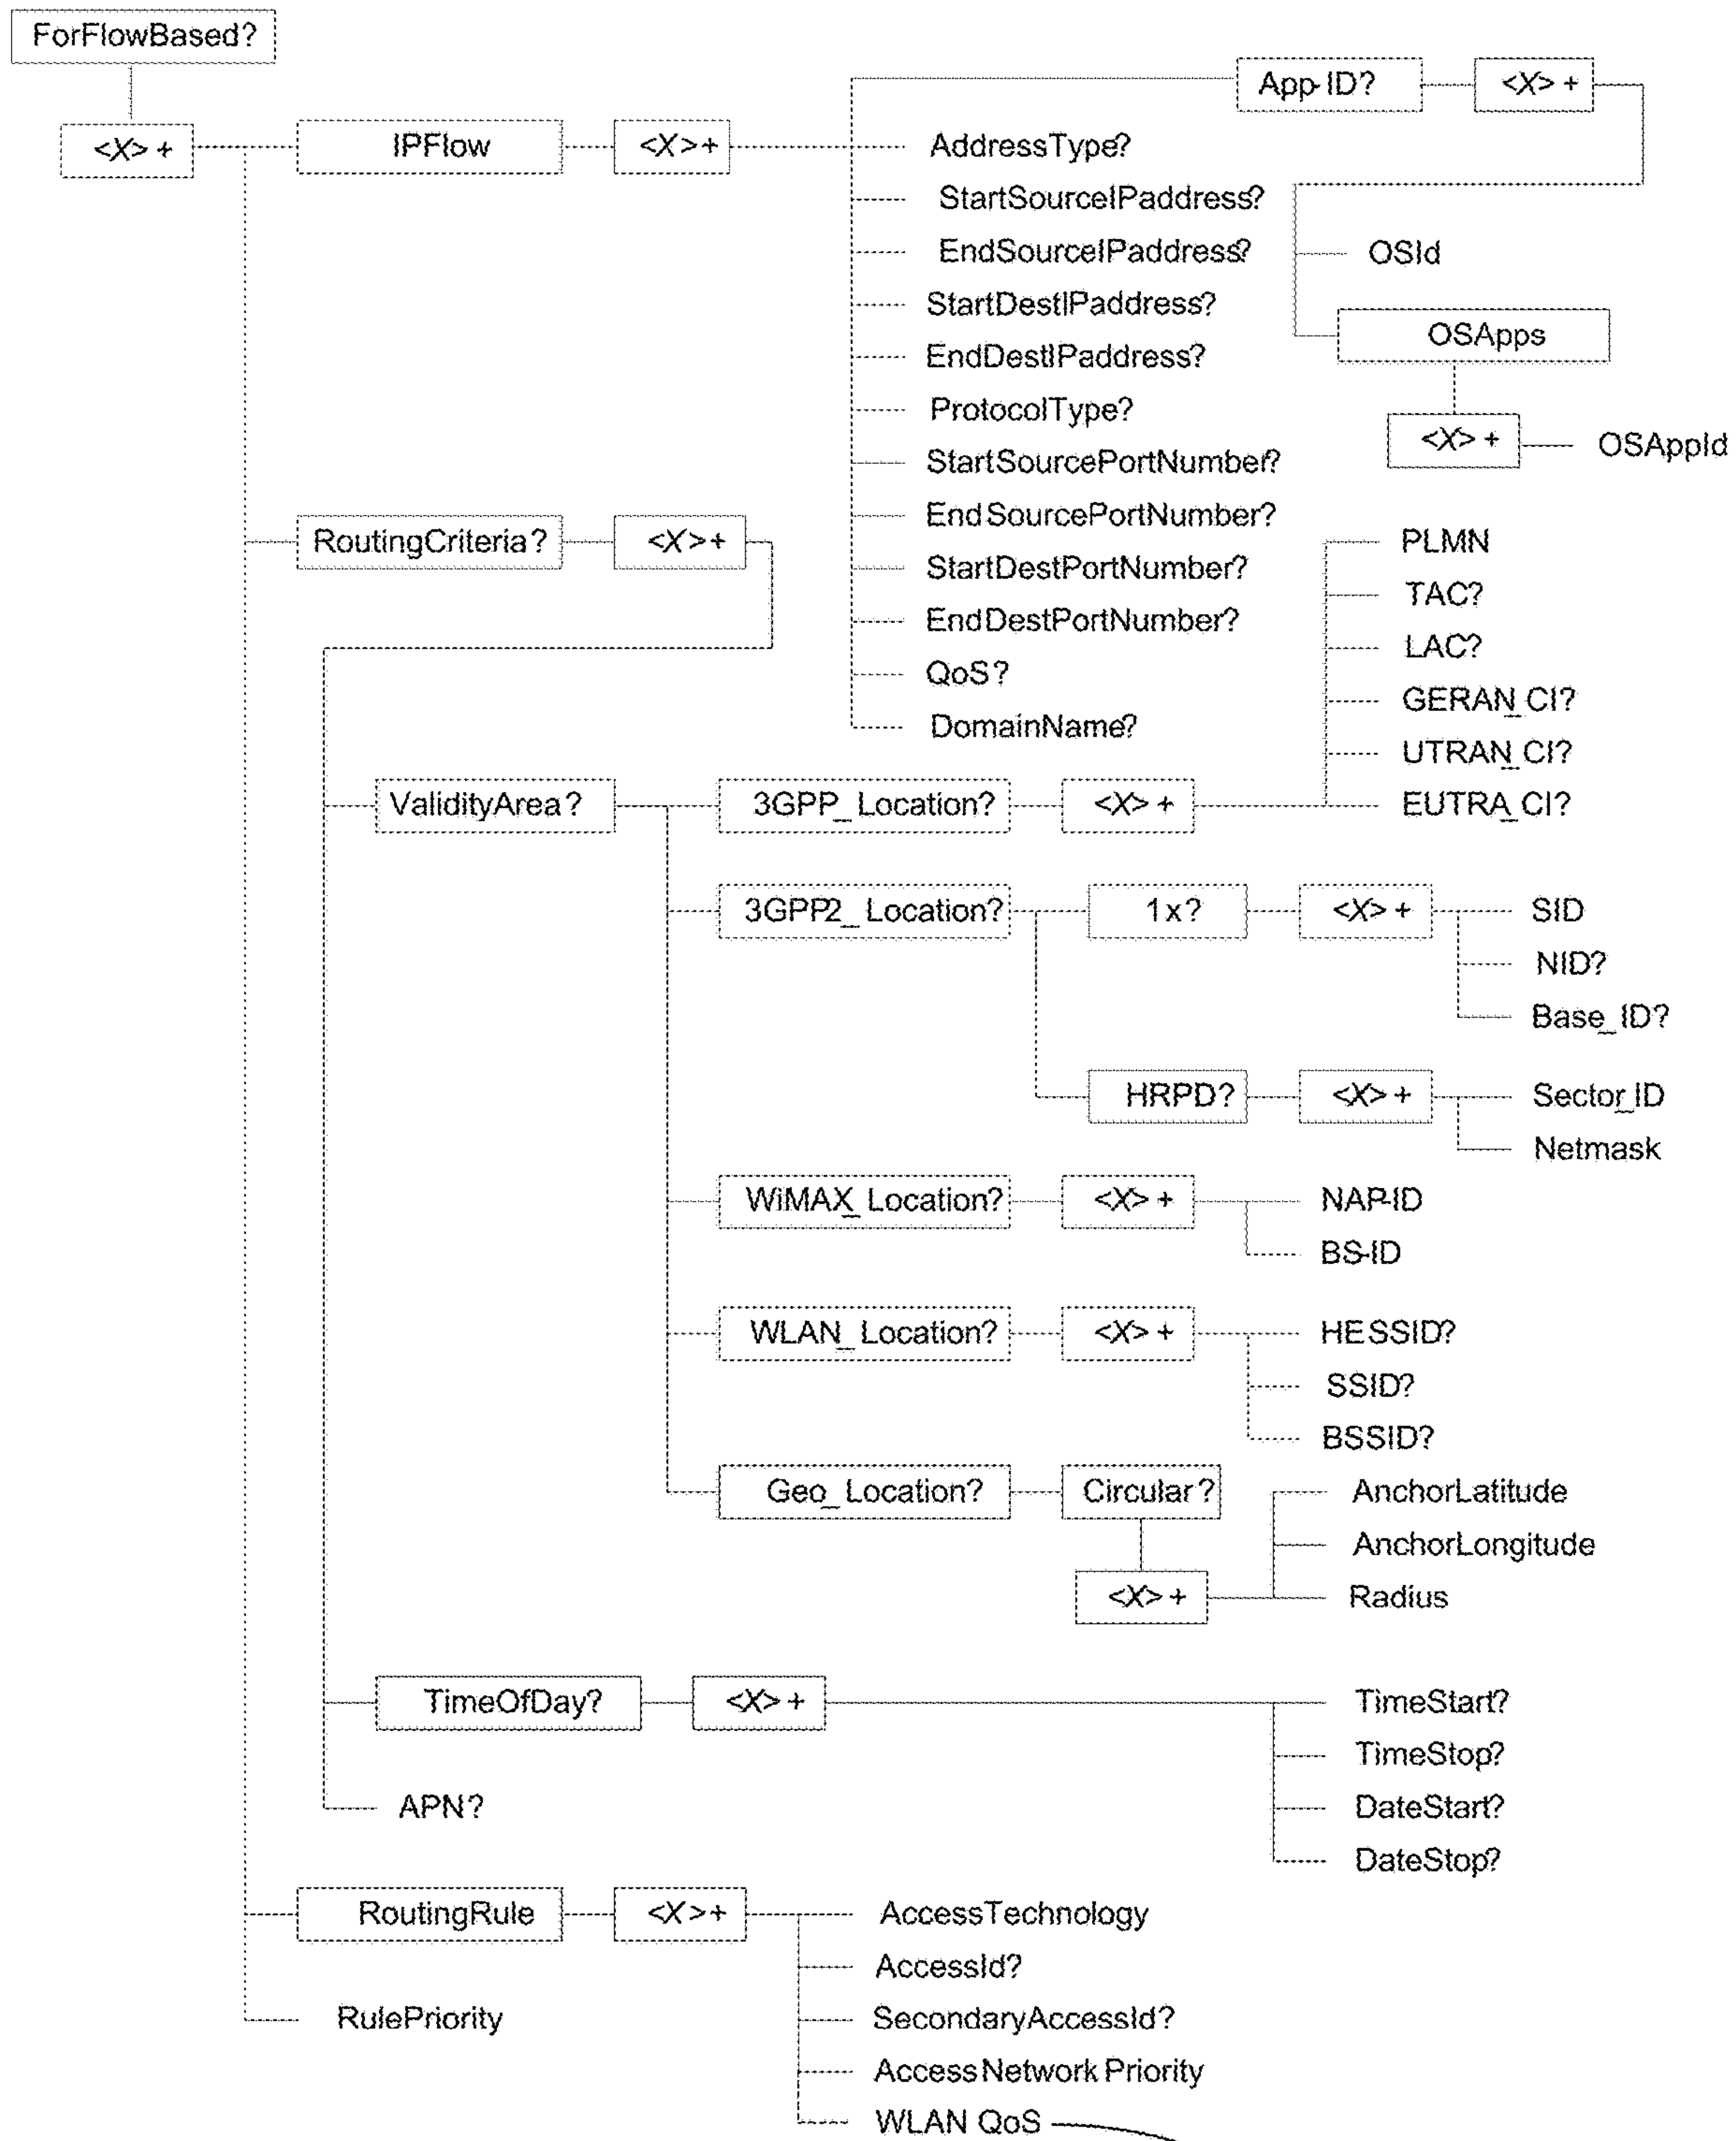 ForFlowBased?
App-ID? <X>+
<X>+ IPFlow <X>+ AddressType?
StartSourceIPaddress?
EndSourceIPaddress? OSId
StartDestIPaddress?
OSApps
EndDestIPaddress?
ProtocolType?
<X>+ OSAppId
StartSourcePortNumber?
EndSourcePortNumber?
RoutingCriteria? <X>+ PLMN
StartDestPortNumber?
TAC?
EndDestPortNumber?
LAC?
QoS?
GERAN_CI?
DomainName?
UTRAN_CI?
ValidityArea? 3GPP_Location? <X>+ EUTRA_CI?
3GPP2_Location? 1x? <X>+ SID
NID?
Base_ID?
HRPD? <X>+ Sector_ID
Netmask
WiMAX_Location? <X>+ NAP-ID
BS-ID
WLAN_Location? <X>+ HESSID?
SSID?
BSSID?
Geo_Location? Circular? AnchorLatitude
AnchorLongitude
<X>+ Radius
TimeOfDay? <X>+ TimeStart?
TimeStop?
APN? DateStart?
DateStop?
RoutingRule <X>+ AccessTechnology
AccessId?
RulePriority SecondaryAccessId?
AccessNetworkPriority
WLAN QoS